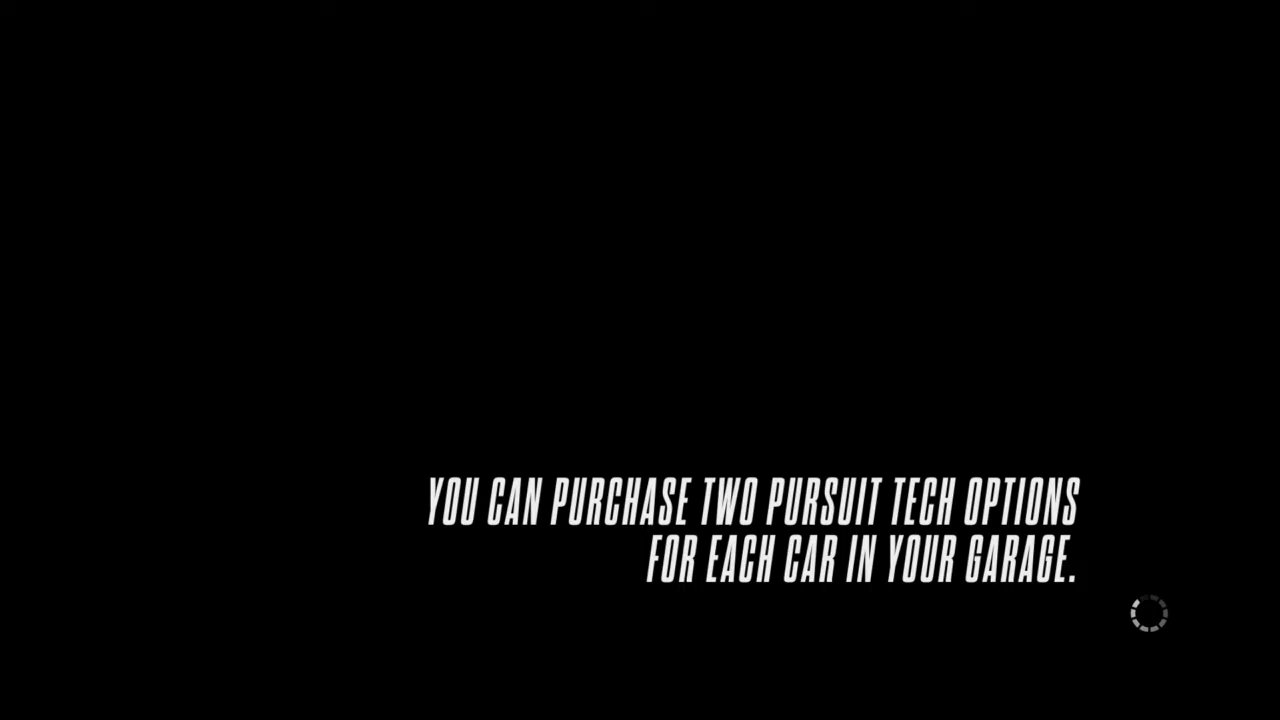 YOU CAN PURCHASE TWO PURSUIT TECH OPTIONS
FOR EACH CAR IN YOUR GARAGE.